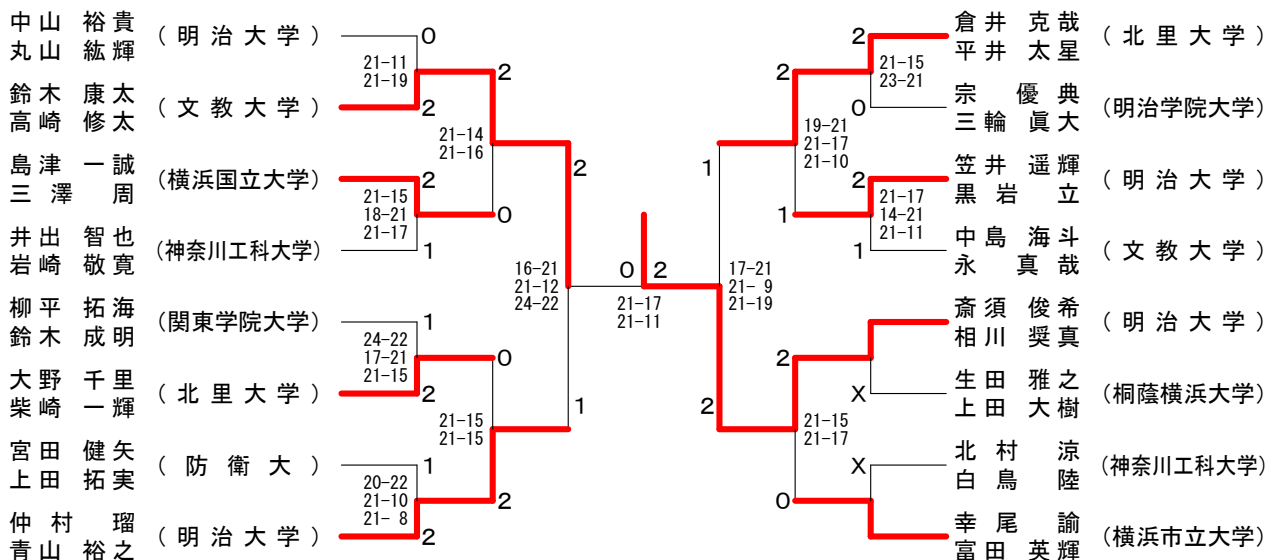 中山 裕貴
丸山 紘輝
(明治大学)
0
21-11
21-19
鈴木 康太
高崎 修太
(文教大学)
2
2
21-14
21-16
島津 一誠
三澤 周
(横浜国立大学)
2
21-15
18-21
21-17
0
井出 智也
岩崎 敬寛
(神奈川工科大学)
1
2
16-21
21-12
24-22
柳平 拓海
鈴木 成明
(関東学院大学)
1
24-22
17-21
21-15
0
大野 千里
柴崎 一輝
(北里大学)
2
21-15
21-15
1
宮田 健矢
上田 拓実
(防衛大)
1
20-22
21-10
21- 8
2
仲村 瑠
青山 裕之
(明治大学)
2
0 2
21-17
21-11
倉井 克哉
平井 太星
(北里大学)
2
21-15
23-21
2
宗 優典
三輪 眞大
(明治学院大学)
0
19-21
21-17
21-10
1
笠井 遥輝
黒岩 立
(明治大学)
2
21-17
14-21
21-11
1
中島 海斗
永 真哉
(文教大学)
1
17-21
21- 9
21-19
斎須 俊希
相川 奨真
(明治大学)
2
生田 雅之
上田 大樹
(桐蔭横浜大学)
X
2
21-15
21-17
北村 涼
白鳥 陸
(神奈川工科大学)
X
0
幸尾 諭
富田 英輝
(横浜市立大学)